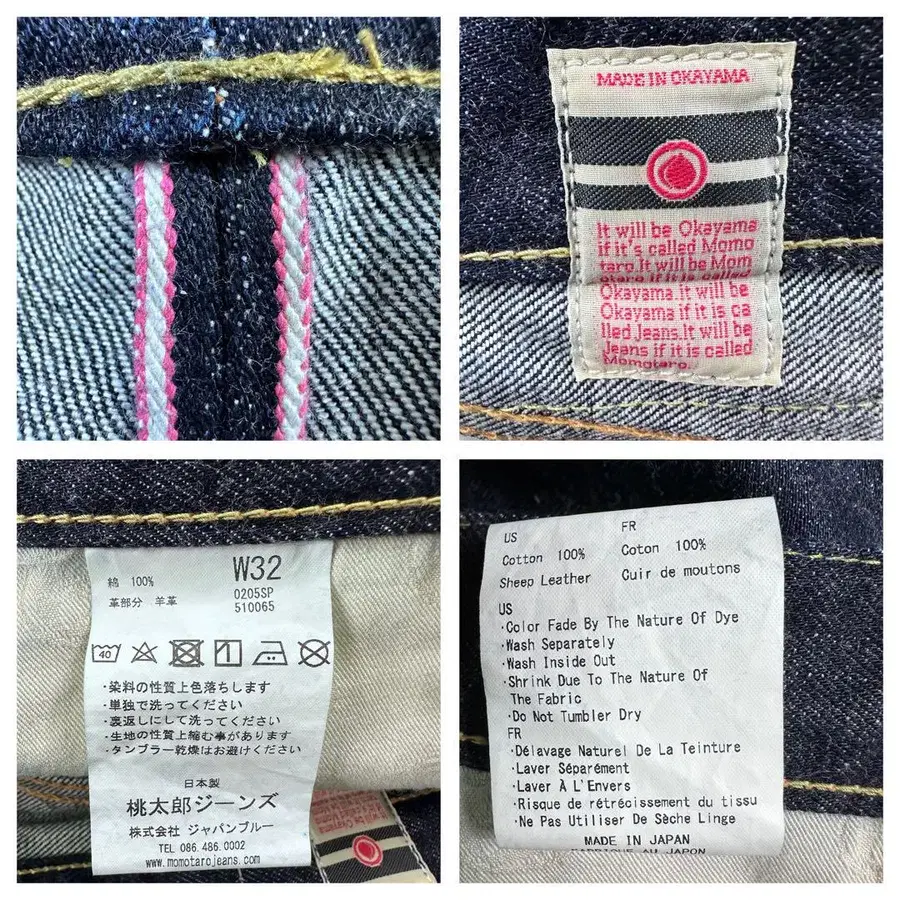 MADE IN OKAYAMA
It will be Okayama
if it's called Momo
taro.It will be Mom
otaro if it is called
Okayama.It will be
Okayama if it is ca
lled Jeans.It will be
Jeans if it is called
Momotaro.
綿 100%
革部分 羊革
W32
0205SP
510065
40
・染料の性質上色落ちします
・単独で洗ってください
・裏返しにして洗ってください
・生地の性質上縮む事があります
・タンブラー乾燥はお避けください
日本製
桃太郎ジーンズ
株式会社 ジャパンブルー
TEL 086.486.0002
www.momotarojeans.com
US
Cotton 100%
Sheep Leather
FR
Coton 100%
Cuir de moutons
US
·Color Fade By The Nature Of Dye
·Wash Separately
·Wash Inside Out
·Shrink Due To The Nature Of
The Fabric
·Do Not Tumbler Dry
FR
·Délavage Naturel De La Teinture
·Laver Séparément
·Laver À L'Envers
·Risque de rétrécissement du tissu
·Ne Pas Utiliser De Sèche Linge
MADE IN JAPAN
FABRIQUE AU JAPON